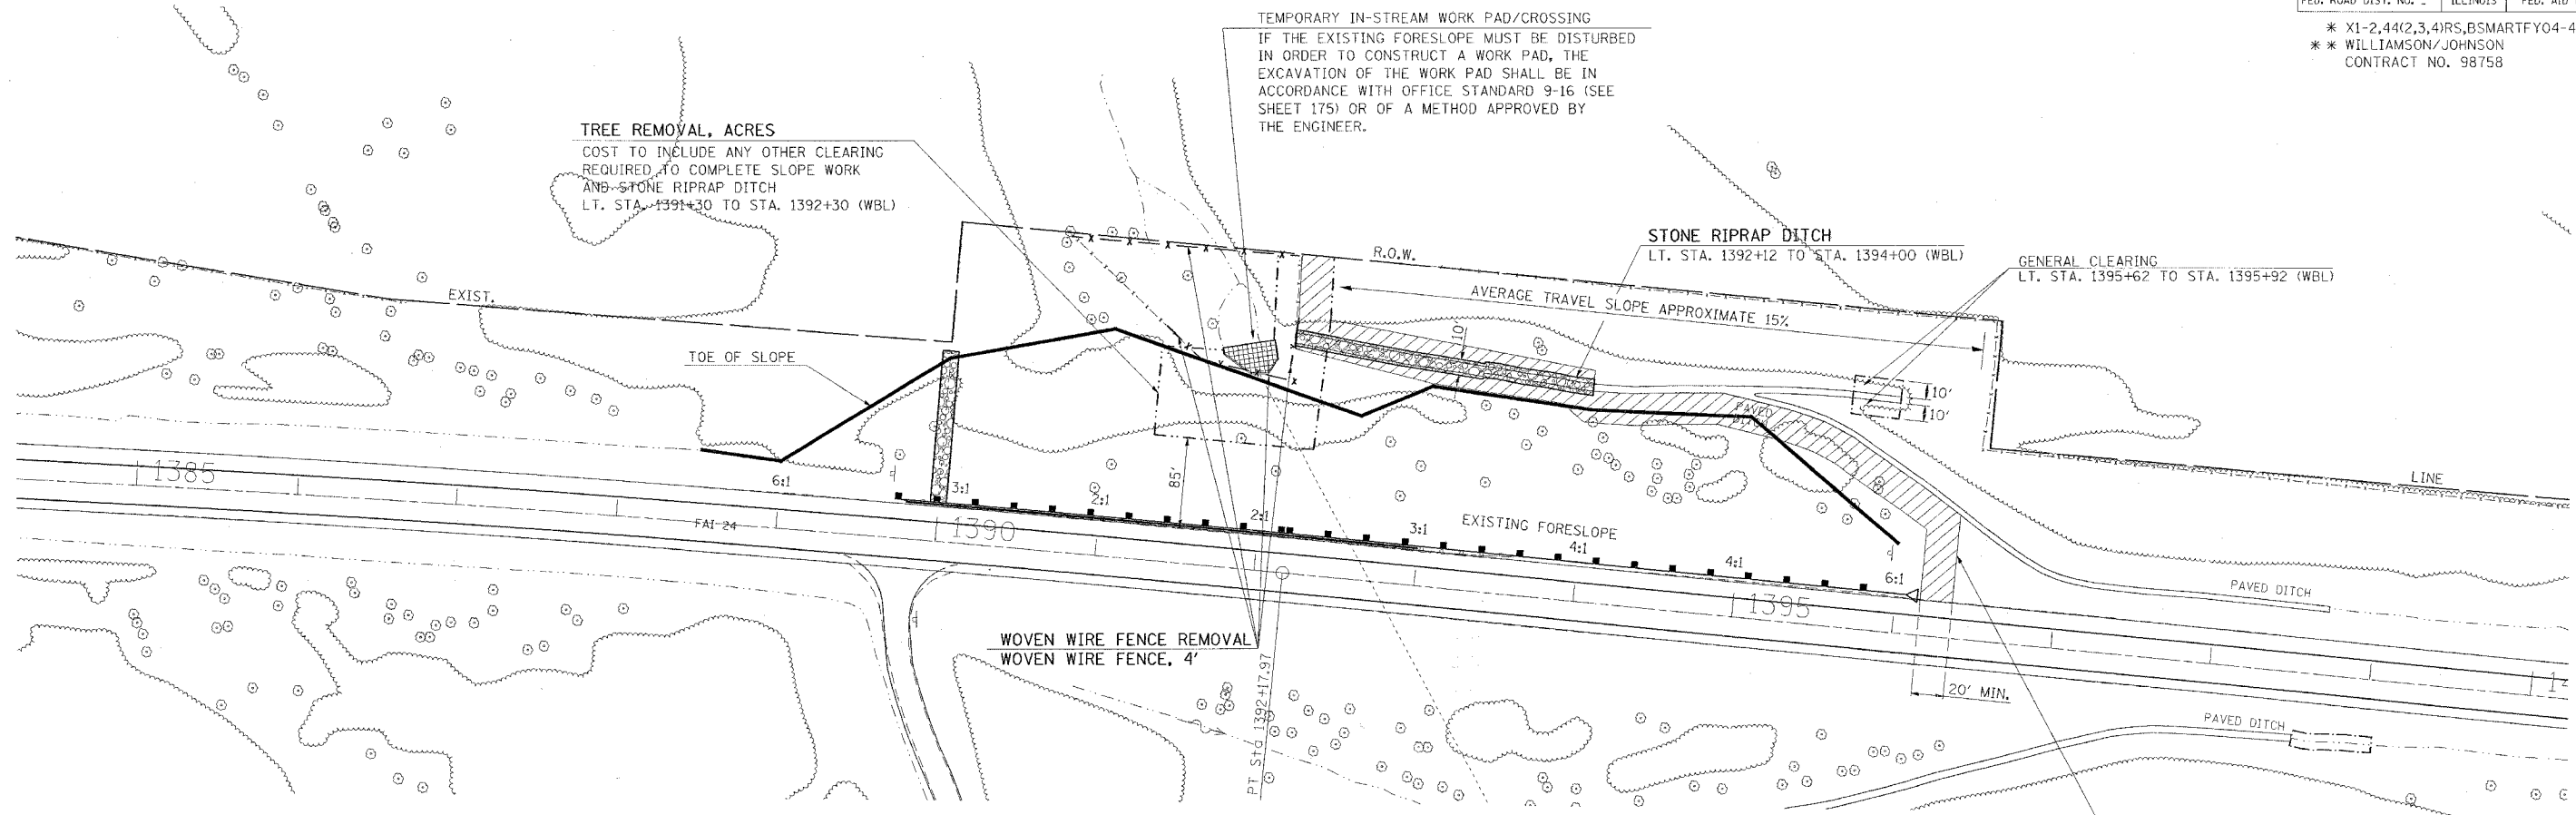 FED. ROAD DIST. NO. ILLINOIS FED. AID
* X1-2,44(2,3,4)RS,BSMARTFY04-4
* * WILLIAMSON/JOHNSON
CONTRACT NO. 98758
TEMPORARY IN-STREAM WORK PAD/CROSSING
IF THE EXISTING FORESLOPE MUST BE DISTURBED
IN ORDER TO CONSTRUCT A WORK PAD, THE
EXCAVATION OF THE WORK PAD SHALL BE IN
ACCORDANCE WITH OFFICE STANDARD 9-16 (SEE
SHEET 175) OR OF A METHOD APPROVED BY
THE ENGINEER.
TREE REMOVAL, ACRES
COST TO INCLUDE ANY OTHER CLEARING
REQUIRED TO COMPLETE SLOPE WORK
AND STONE RIPRAP DITCH
LT. STA. 1391+30 TO STA. 1392+30 (WBL)
STONE RIPRAP DITCH
LT. STA. 1392+12 TO STA. 1394+00 (WBL)
R.O.W.
GENERAL CLEARING
LT. STA. 1395+62 TO STA. 1395+92 (WBL)
AVERAGE TRAVEL SLOPE APPROXIMATE 15%
EXIST.
10'
TOE OF SLOPE
10'
10'
PAVED
85'
1385
6:1
3:1
2:1
2:1
3:1
EXISTING FORESLOPE
4:1
4:1
6:1
LINE
FAI 24
1390
1395
PAVED DITCH
WOVEN WIRE FENCE REMOVAL
WOVEN WIRE FENCE, 4'
PT Sta 1392+17.97
20' MIN.
PAVED DITCH